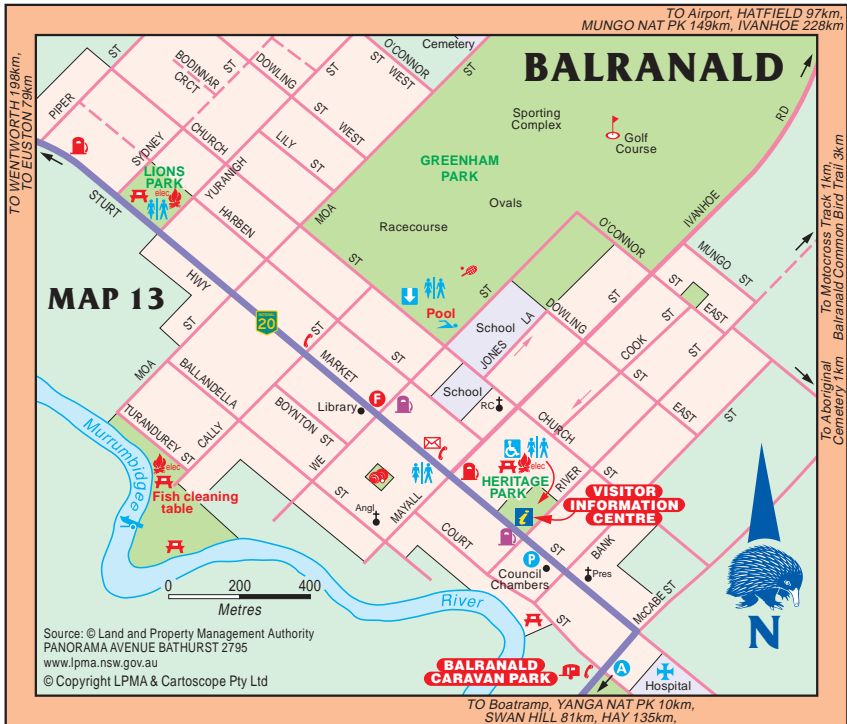 TO Airport, HATFIELD 97km,
MUNGO NAT PK 149km, IVANHOE 228km
TO WENTWORTH 198km,
TO EUSTON 79km
BALRANALD
Cemetery
O'CONNOR
ST WEST
ST
BODINNAR
CRCT
ST
DOWLING
ST
ST
WEST
PIPER
ST
SYDNEY
CHURCH
LILY
ST
YURANIGH
LIONS
PARK
elec
HARBEN
MOA
ST
STURT
HWY
Sporting
Complex
Golf
Course
GREENHAM
PARK
Ovals
Racecourse
RD
IVANHOE
O'CONNOR
MUNGO
ST
ST
EAST
To Motocross Track 1km,
Balranald Common Bird Trail 3km
To Aboriginal
Cemetery 1km
MAP 13
NATIONAL
20
ST
MARKET
ST
Pool
ST
School
JONES
LA
DOWLING
ST
COOK
ST
ST
EAST
ST
School
RC
CHURCH
ST
MOA
ST
BALLANDELLA
TURANDUREY
ST
CALLY
BOYNTON ST
WE
ST
Library
F
Murrumbidgee
elec
Fish cleaning
table
Angl
MAYALL
COURT
ST
elec
HERITAGE
PARK
RIVER
ST
i
VISITOR
INFORMATION
CENTRE
P
Council
Chambers
BANK
Pres
McCABE ST
0 200 400
Metres
River
N
Source: © Land and Property Management Authority
PANORAMA AVENUE BATHURST 2795
www.lpma.nsw.gov.au
© Copyright LPMA & Cartoscope Pty Ltd
BALRANALD
CARAVAN PARK
A
Hospital
TO Boatramp, YANGA NAT PK 10km,
SWAN HILL 81km, HAY 135km,